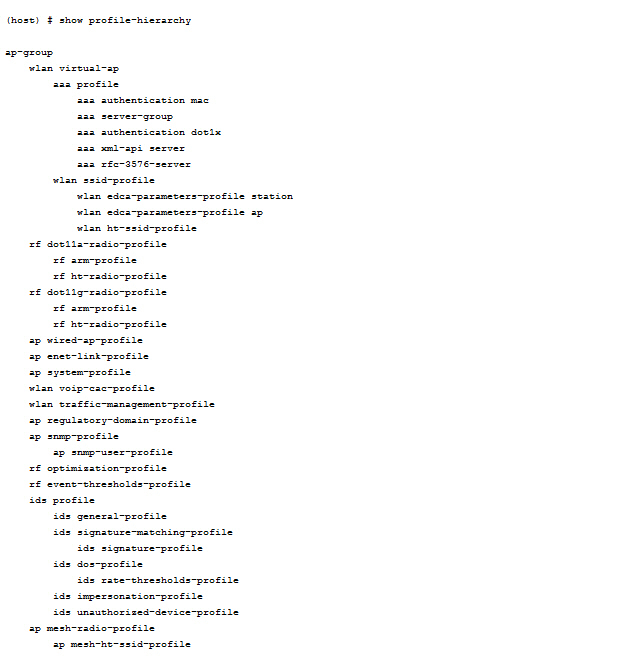 (host) # show profile-hierarchy
ap-group
wlan virtual-ap
aaa profile
aaa authentication mac
aaa server-group
aaa authentication dot1x
aaa xml-api server
aaa rfc-3576-server
wlan ssid-profile
wlan edca-parameters-profile station
wlan edca-parameters-profile ap
wlan ht-ssid-profile
rf dot11a-radio-profile
rf arm-profile
rf ht-radio-profile
rf dot11g-radio-profile
rf arm-profile
rf ht-radio-profile
ap wired-ap-profile
ap enet-link-profile
ap system-profile
wlan voip-cac-profile
wlan traffic-management-profile
ap regulatory-domain-profile
ap snmp-profile
ap snmp-user-profile
rf optimization-profile
rf event-thresholds-profile
ids profile
ids general-profile
ids signature-matching-profile
ids signature-profile
ids dos-profile
ids rate-thresholds-profile
ids impersonation-profile
ids unauthorized-device-profile
ap mesh-radio-profile
ap mesh-ht-ssid-profile